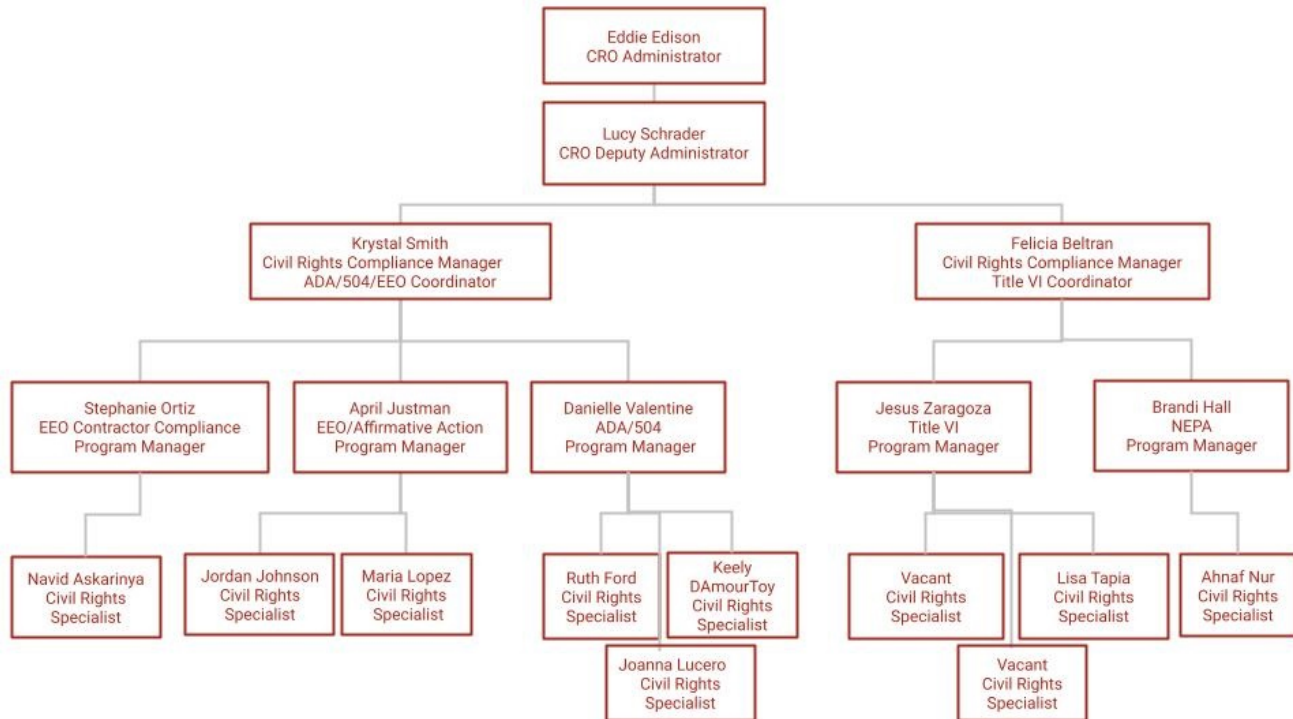 Eddie Edison
CRO Administrator
Lucy Schrader
CRO Deputy Administrator
Krystal Smith
Civil Rights Compliance Manager
ADA/504/EEO Coordinator
Felicia Beltran
Civil Rights Compliance Manager
Title VI Coordinator
Stephanie Ortiz
EEO Contractor Compliance
Program Manager
April Justman
EEO/Affirmative Action
Program Manager
Danielle Valentine
ADA/504
Program Manager
Jesus Zaragoza
Title VI
Program Manager
Brandi Hall
NEPA
Program Manager
Navid Askarinya
Civil Rights
Specialist
Jordan Johnson
Civil Rights
Specialist
Maria Lopez
Civil Rights
Specialist
Ruth Ford
Civil Rights
Specialist
Keely
DAmourToy
Civil Rights
Specialist
Vacant
Civil Rights
Specialist
Lisa Tapia
Civil Rights
Specialist
Ahnaf Nur
Civil Rights
Specialist
Joanna Lucero
Civil Rights
Specialist
Vacant
Civil Rights
Specialist